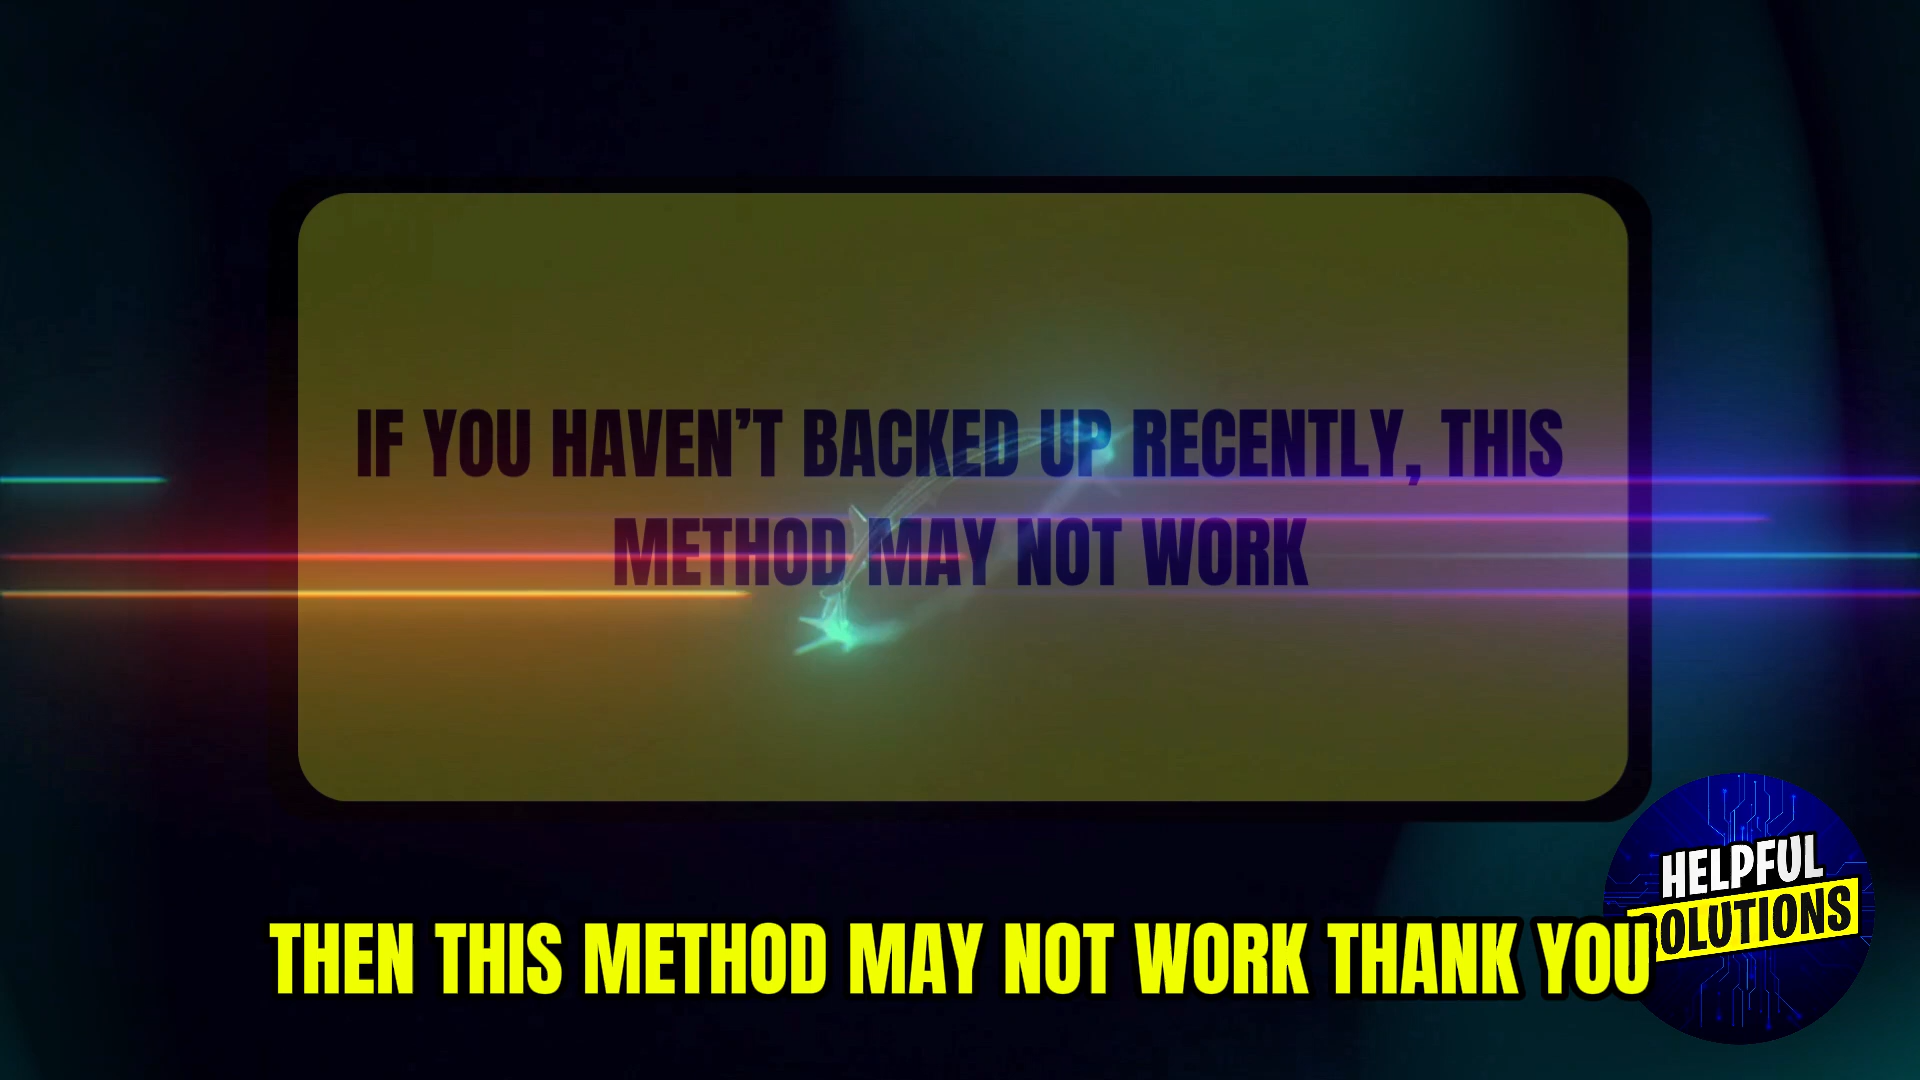 IF YOU HAVEN'T BACKED UP RECENTLY, THIS
METHOD MAY NOT WORK
HELPFUL
SOLUTIONS
THEN THIS METHOD MAY NOT WORK THANK YOU